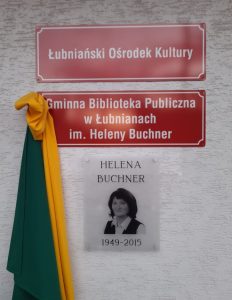 Łubniański Ośrodek Kultury
Gminna Biblioteka Publiczna
w Łubnianach
im. Heleny Buchner
HELENA
BUCHNER
1949-2015